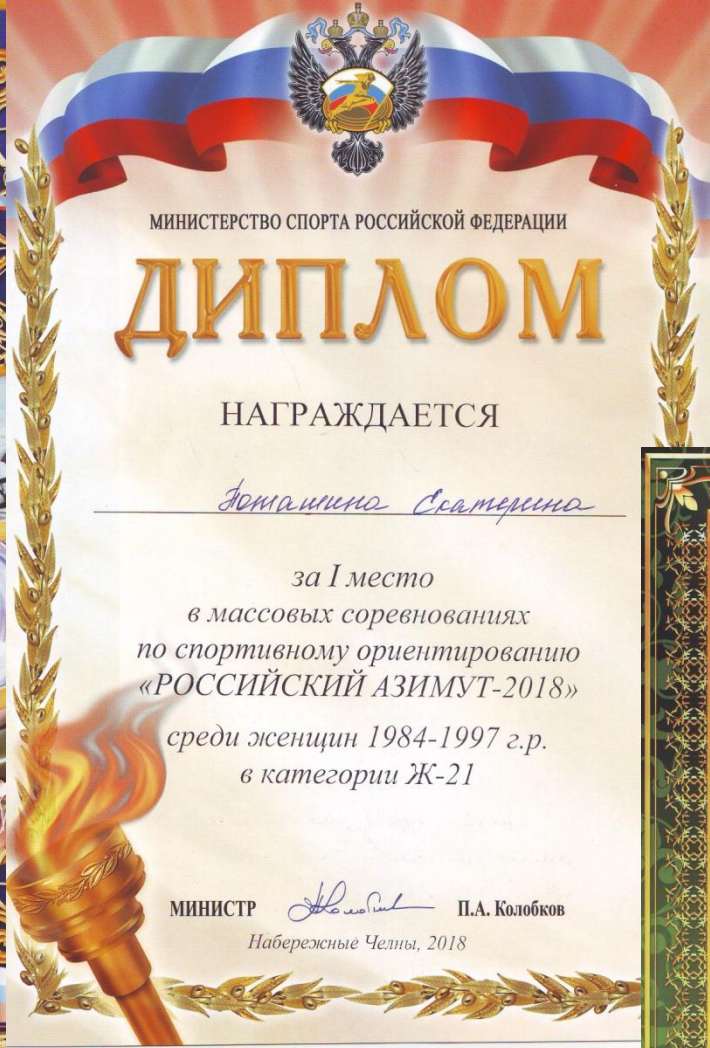 МИНИСТЕРСТВО СПОРТА РОССИЙСКОЙ ФЕДЕРАЦИИ
ДИПЛОМ
НАГРАЖДАЕТСЯ
Поташина Екатерина
за I место
в массовых соревнованиях
по спортивному ориентированию
«РОССИЙСКИЙ АЗИМУТ-2018»
среди женщин 1984-1997 г.р.
в категории Ж-21
МИНИСТР П.А. Колобков
Набережные Челны, 2018